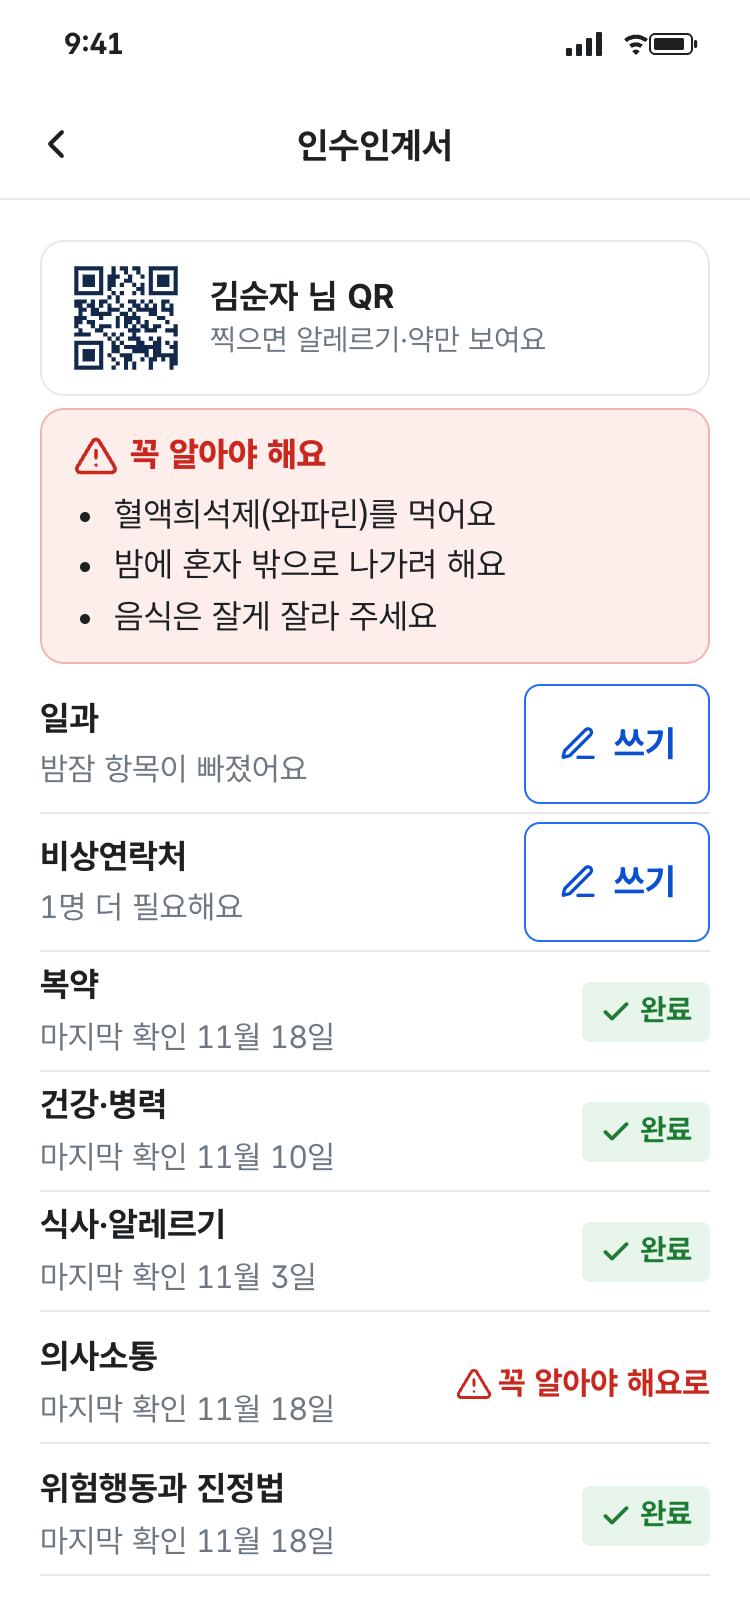 9:41
인수인계서
김순자 님 QR
찍으면 알레르기·약만 보여요
꼭 알아야 해요
• 혈액희석제(와파린)를 먹어요
• 밤에 혼자 밖으로 나가려 해요
• 음식은 잘게 잘라 주세요
일과
밤잠 항목이 빠졌어요
쓰기
비상연락처
1명 더 필요해요
쓰기
복약
마지막 확인 11월 18일
완료
건강·병력
마지막 확인 11월 10일
완료
식사·알레르기
마지막 확인 11월 3일
완료
의사소통
마지막 확인 11월 18일
꼭 알아야 해요로
위험행동과 진정법
마지막 확인 11월 18일
완료